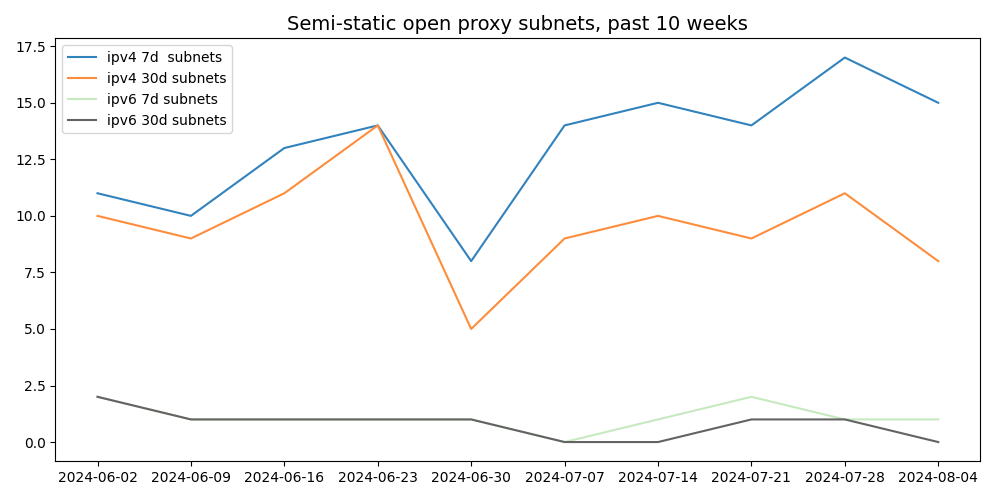 Semi-static open proxy subnets, past 10 weeks
ipv4 7d  subnets
ipv4 30d subnets
ipv6 7d subnets
ipv6 30d subnets
17.5
15.0
12.5
10.0
7.5
5.0
2.5
0.0
2024-06-02 2024-06-09 2024-06-16 2024-06-23 2024-06-30 2024-07-07 2024-07-14 2024-07-21 2024-07-28 2024-08-04